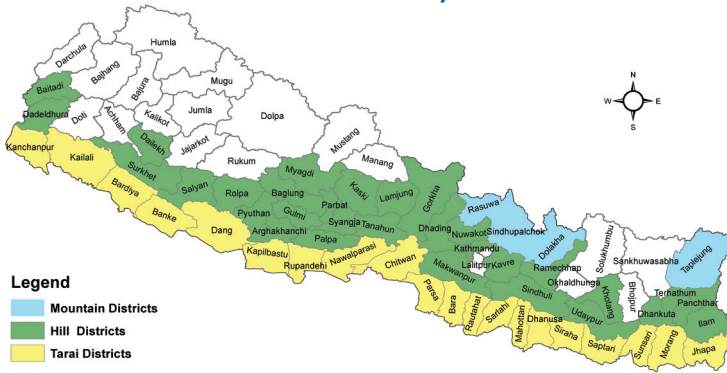 Humla
Darchula
Bajhang
Bajura
Mugu
Baitadi
Dadeldhura
Doti
Achham
Kalikot
Jumla
Dolpa
Dailekh
Jajarkot
Rukum
Mustang
Manang
Kanchanpur
Kailali
Surkhet
Salyan
Rolpa
Myagdi
Baglung
Parbat
Kaski
Lamjung
Gorkha
Rasuwa
Bardiya
Banke
Dang
Pyuthan
Gulmi
Syangja
Tanahun
Arghakhanchi
Palpa
Dhading
Nuwakot
Sindhupalchok
Dolakha
Kathmandu
Lalitpur
Kavre
Ramechhap
Okhaldhunga
Solukhumbu
Sankhuwasabha
Taplejung
Kapilbastu
Rupandehi
Nawalparasi
Chitwan
Makwanpur
Sindhuli
Khotang
Bhojpur
Terhathum
Panchthar
Dhankuta
Udaypur
Ilam
Parsa
Bara
Rautahat
Sarlahi
Mahottari
Dhanusa
Siraha
Saptari
Sunsari
Morang
Jhapa
N
W
E
S
Legend
Mountain Districts
Hill Districts
Tarai Districts